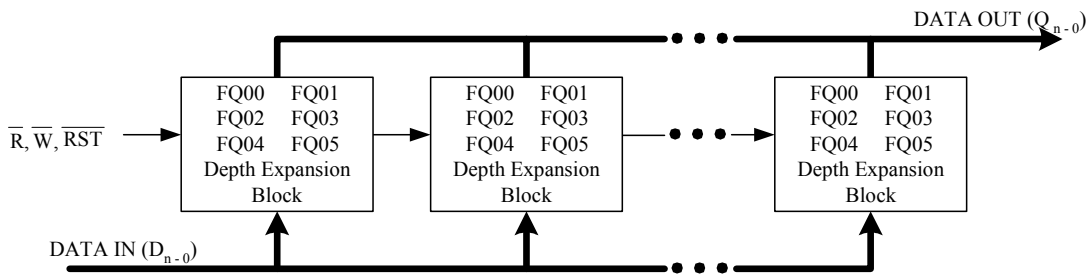 DATA OUT (Qn-0)
R, W, RST
FQ00 FQ01
FQ02 FQ03
FQ04 FQ05
Depth Expansion
Block
FQ00 FQ01
FQ02 FQ03
FQ04 FQ05
Depth Expansion
Block
FQ00 FQ01
FQ02 FQ03
FQ04 FQ05
Depth Expansion
Block
DATA IN (Dn-0)